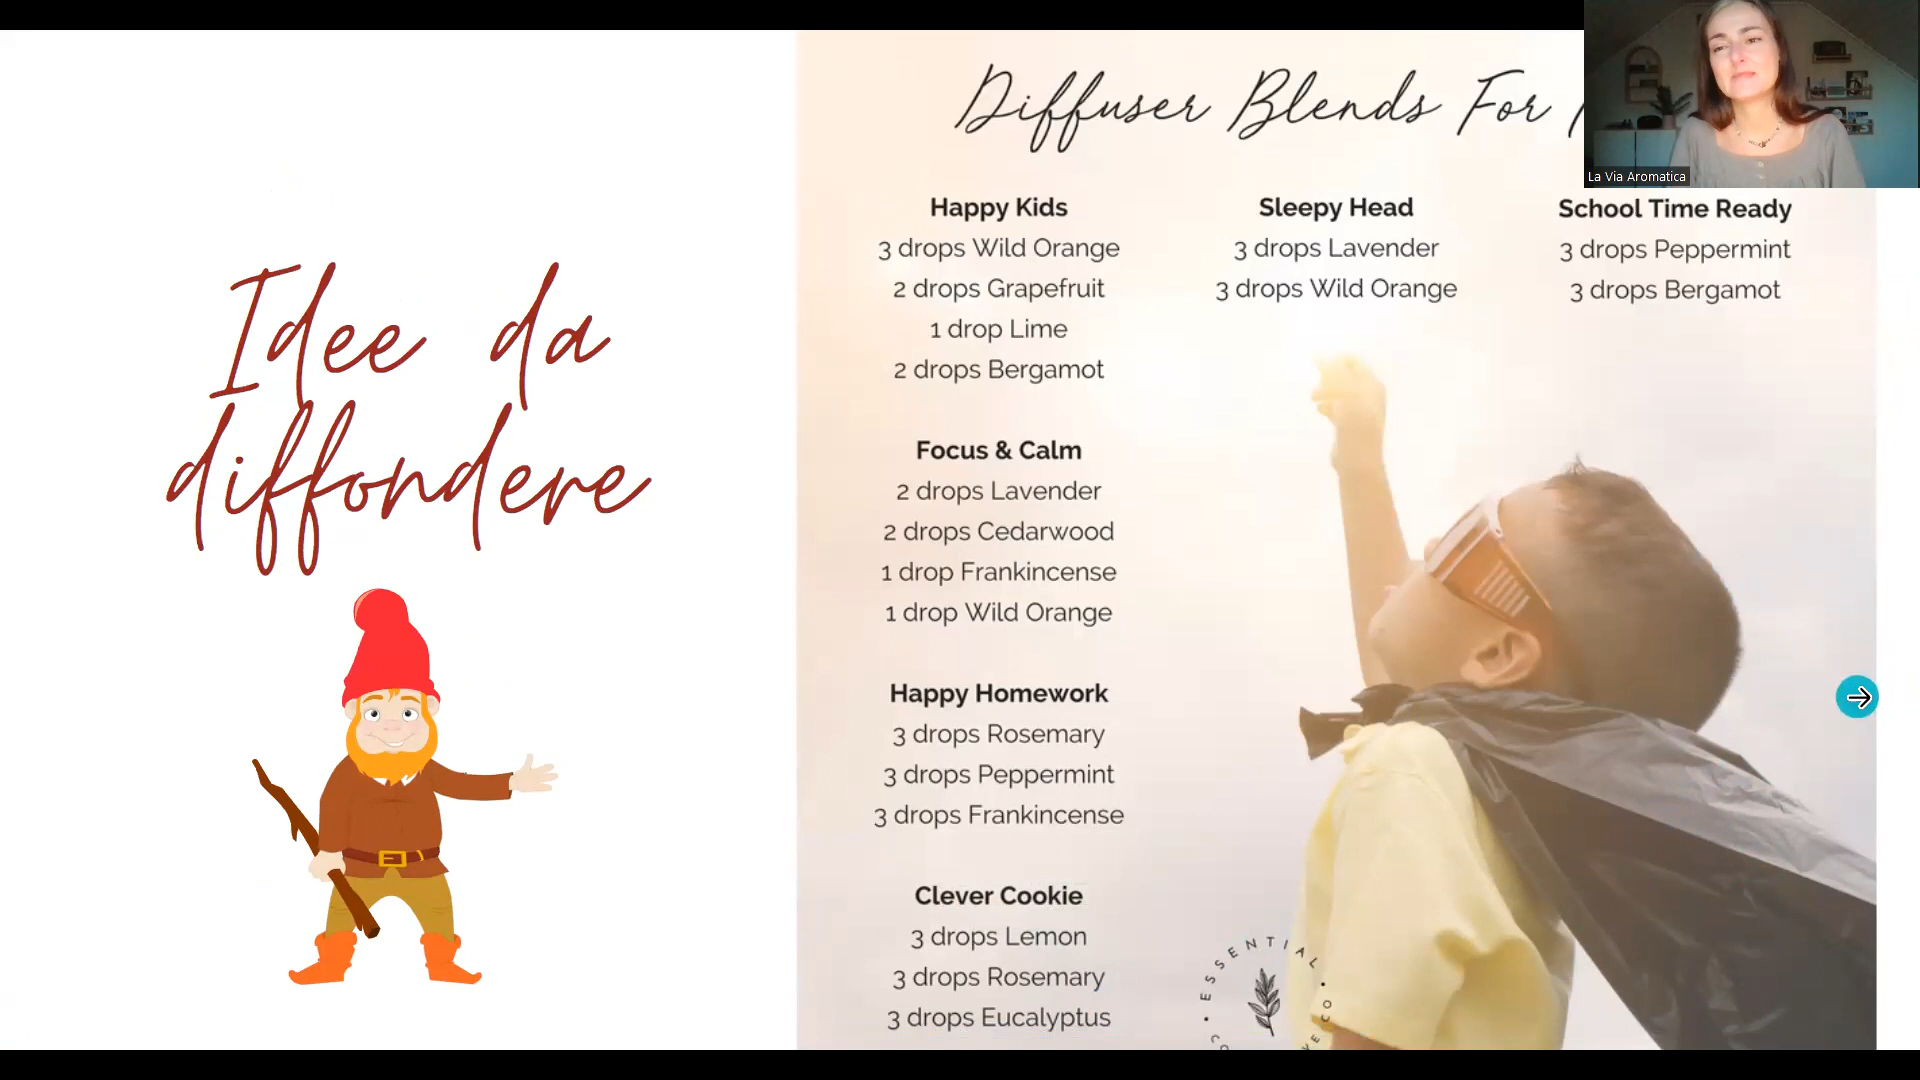 Idee da
diffondere
Diffuser Blends For
La Via Aromatica
Happy Kids
3 drops Wild Orange
2 drops Grapefruit
1 drop Lime
2 drops Bergamot
Focus & Calm
2 drops Lavender
2 drops Cedarwood
1 drop Frankincense
1 drop Wild Orange
Happy Homework
3 drops Rosemary
3 drops Peppermint
3 drops Frankincense
Clever Cookie
3 drops Lemon
3 drops Rosemary
3 drops Eucalyptus
Sleepy Head
3 drops Lavender
3 drops Wild Orange
School Time Ready
3 drops Peppermint
3 drops Bergamot
ESSENTIAL